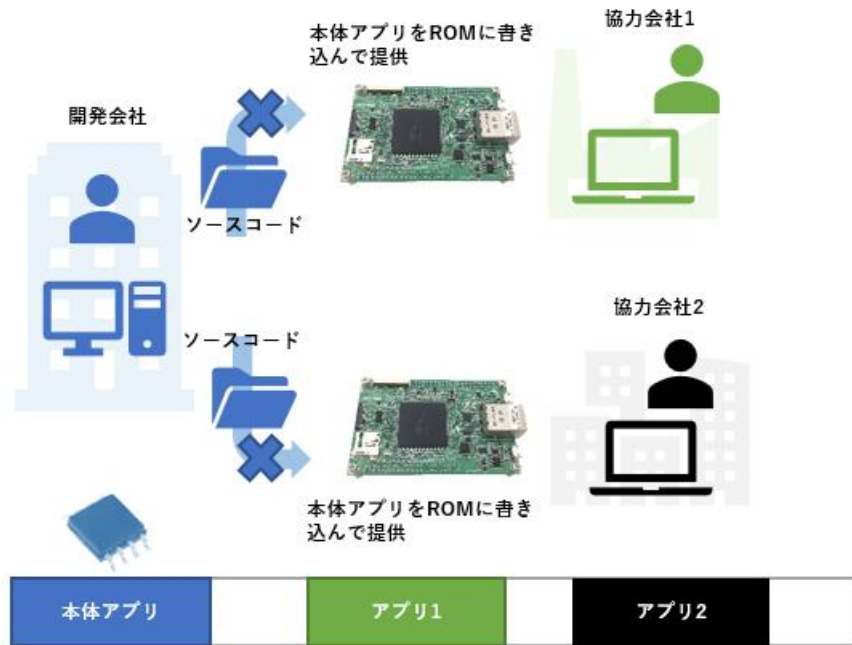 協力会社1
本体アプリをROMに書き
込んで提供
開発会社
ソースコード
ソースコード
協力会社2
本体アプリをROMに書き
込んで提供
本体アプリ
アプリ1
アプリ2